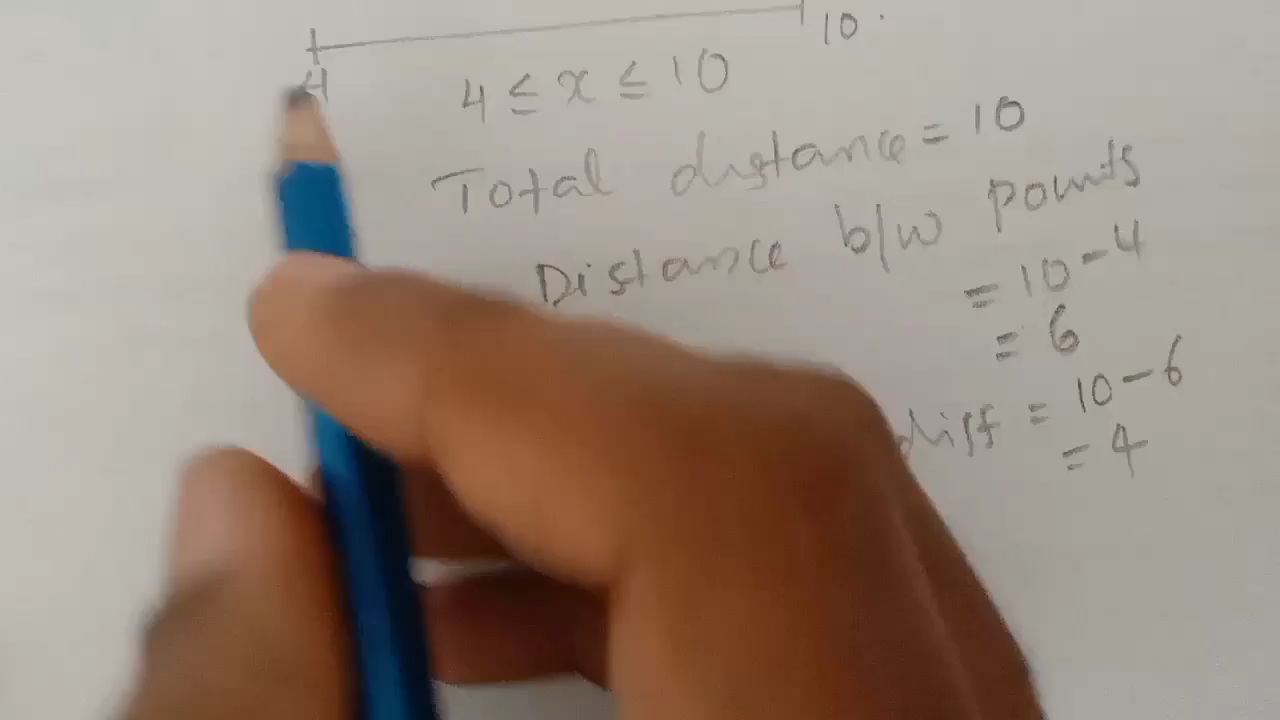 10.
4
4 ≤ x ≤ 10
Total distance = 10
Distance b/w points
= 10 - 4
= 6
diff = 10 - 6
= 4